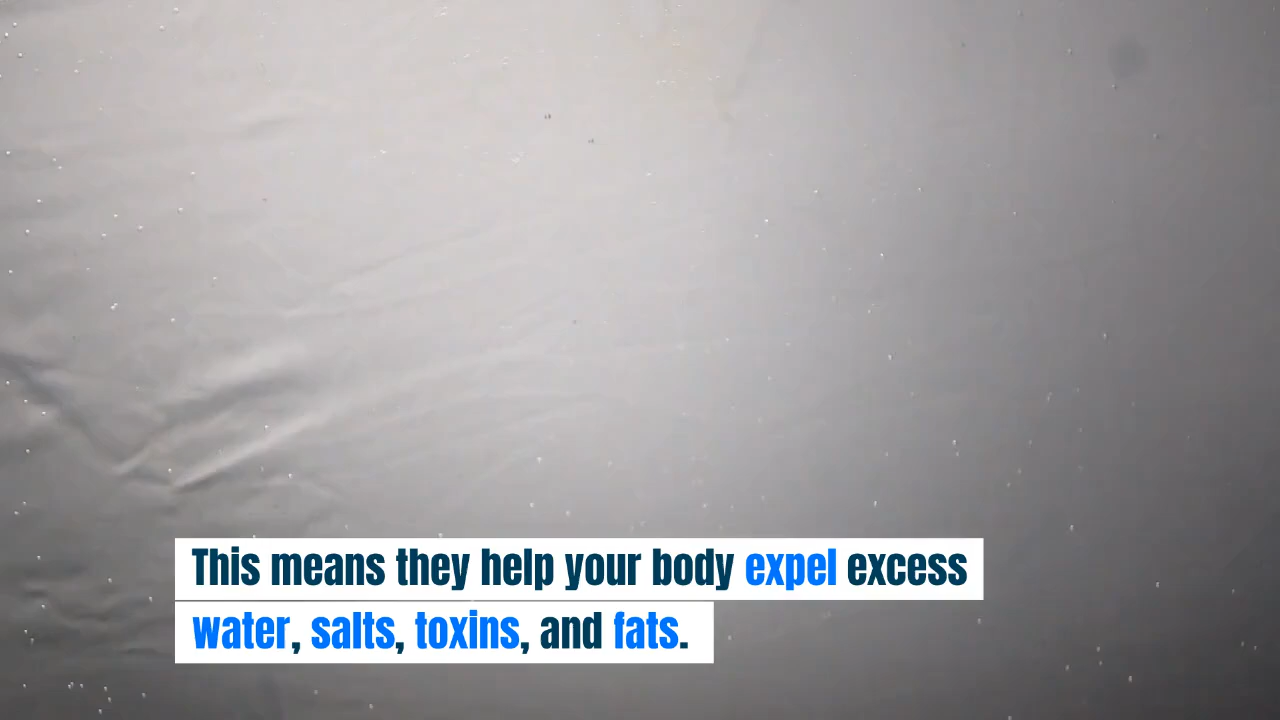 This means they help your body expel excess
water, salts, toxins, and fats.